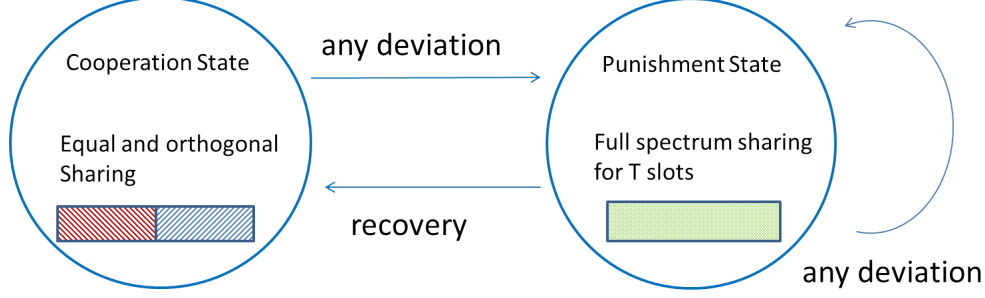 Cooperation State
Equal and orthogonal
Sharing
any deviation
recovery
Punishment State
Full spectrum sharing
for T slots
any deviation